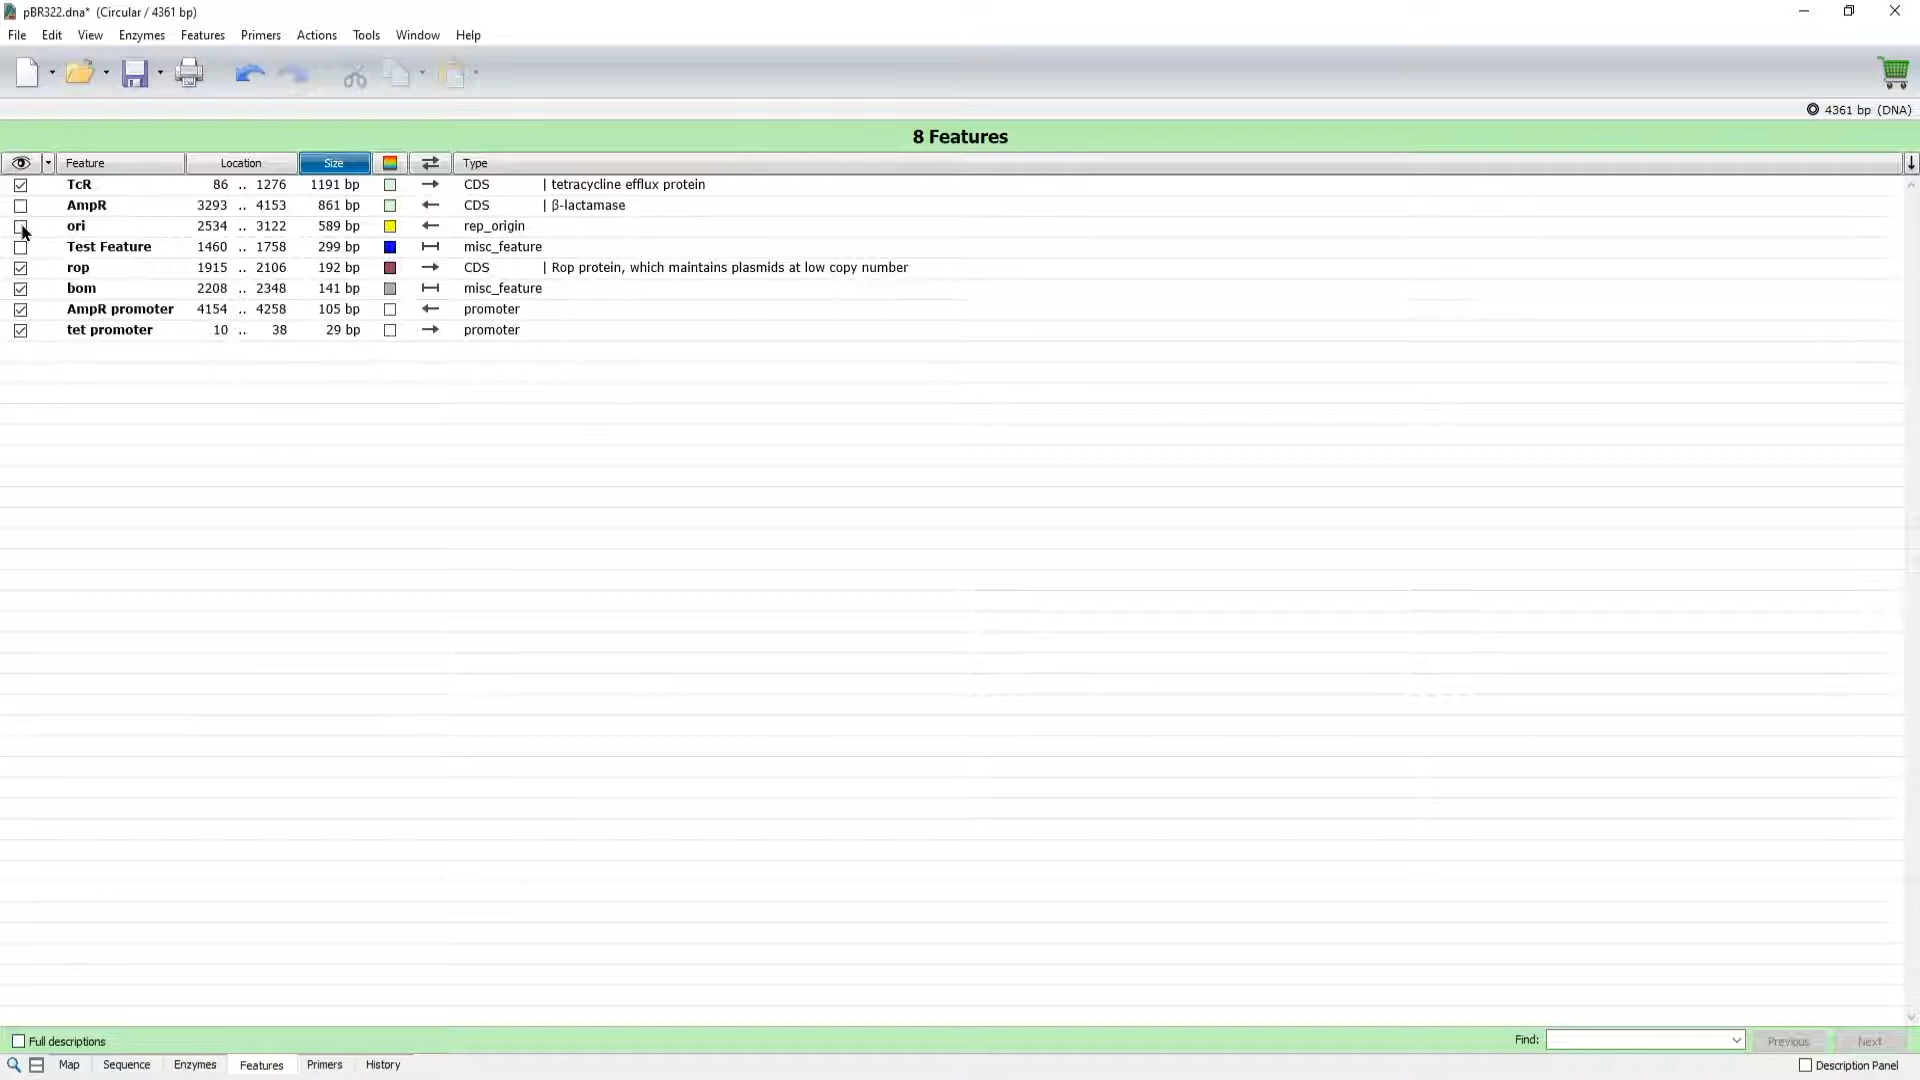 pBR322.dna* (Circular / 4361 bp)
File Edit View Enzymes Features Primers Actions Tools Window Help
4361 bp (DNA)
8 Features
Feature Location Size Type
TcR 86 .. 1276 1191 bp CDS | tetracycline efflux protein
AmpR 3293 .. 4153 861 bp CDS | β-lactamase
ori 2534 .. 3122 589 bp rep_origin
Test Feature 1460 .. 1758 299 bp misc_feature
rop 1915 .. 2106 192 bp CDS | Rop protein, which maintains plasmids at low copy number
bom 2208 .. 2348 141 bp misc_feature
AmpR promoter 4154 .. 4258 105 bp promoter
tet promoter 10 .. 38 29 bp promoter
Full descriptions Find: Previous Next
Map Sequence Enzymes Features Primers History Description Panel